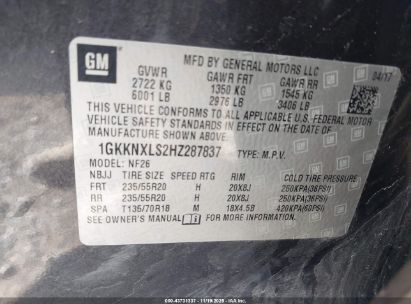 GM
MFD BY GENERAL MOTORS LLC
04/17
GVWR GAWR FRT GAWR RR
2722 KG 1350 KG 1545 KG
6001 LB 2976 LB 3406 LB
THIS VEHICLE CONFORMS TO ALL APPLICABLE U.S. FEDERAL MOTOR
VEHICLE SAFETY STANDARDS IN EFFECT ON THE DATE OF
MANUFACTURE SHOWN ABOVE.
1GKKNXLS2HZ287837 TYPE: M.P.V.
MODEL: NF26
NBJJ TIRE SIZE SPEED RTG RIM COLD TIRE PRESSURE
FRT 235/55R20 H 20X8J 250KPA(36PSI)
RR 235/55R20 H 20X8J 250KPA(36PSI)
SPA T135/70R18 M 18X4.5B 420KPA(60PSI)
SEE OWNER'S MANUAL FOR MORE INFORMATION.